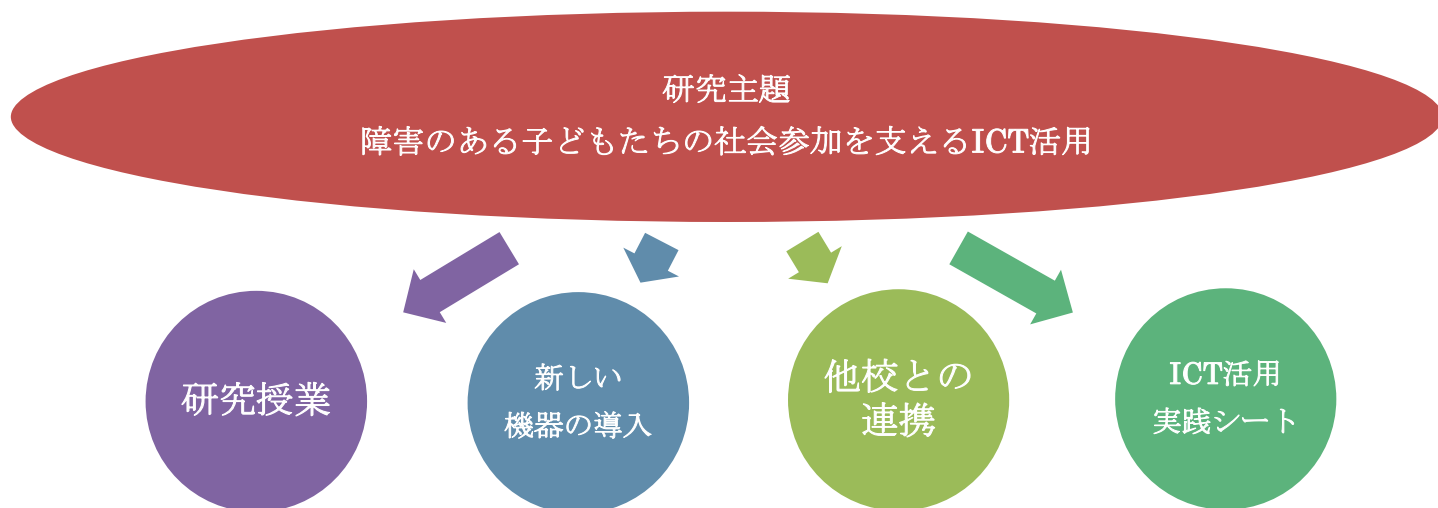 研究主題
障害のある子どもたちの社会参加を支えるICT活用
研究授業
新しい
機器の導入
他校との
連携
ICT活用
実践シート